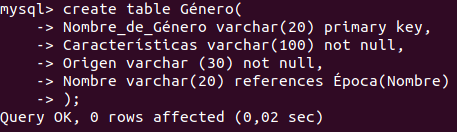 mysql> create table Género(
    -> Nombre_de_Género varchar(20) primary key,
    -> Características varchar(100) not null,
    -> Origen varchar (30) not null,
    -> Nombre varchar(20) references Época(Nombre)
    -> );
Query OK, 0 rows affected (0,02 sec)